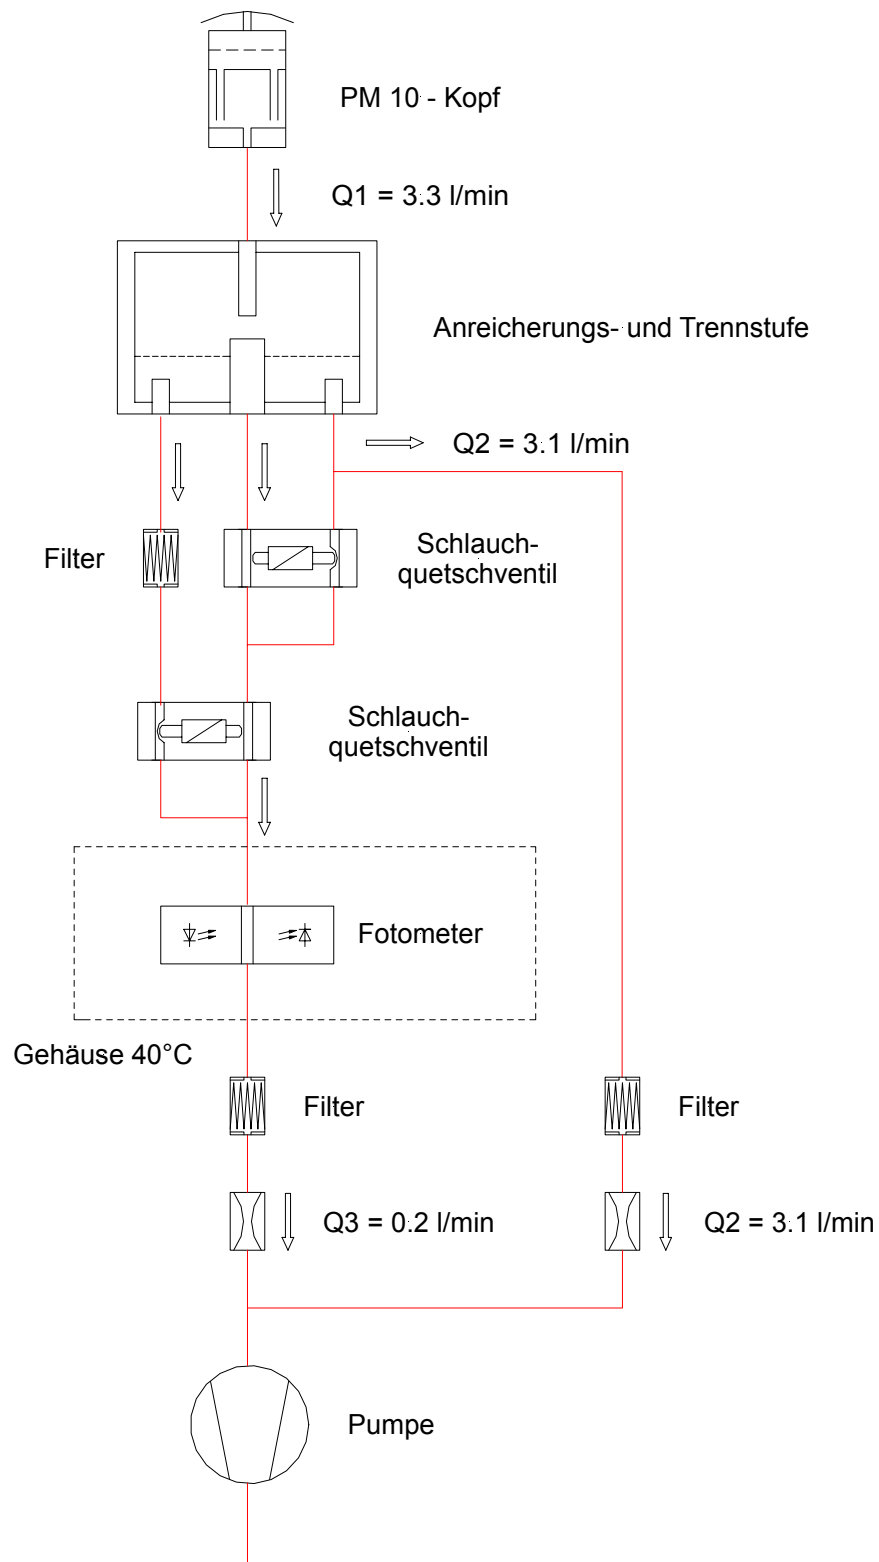 PM 10 - Kopf
Q1 = 3.3 l/min
Anreicherungs- und Trennstufe
Q2 = 3.1 l/min
Filter
Schlauch-
quetschventil
Schlauch-
quetschventil
Fotometer
Gehäuse 40°C
Filter
Filter
Q3 = 0.2 l/min
Q2 = 3.1 l/min
Pumpe